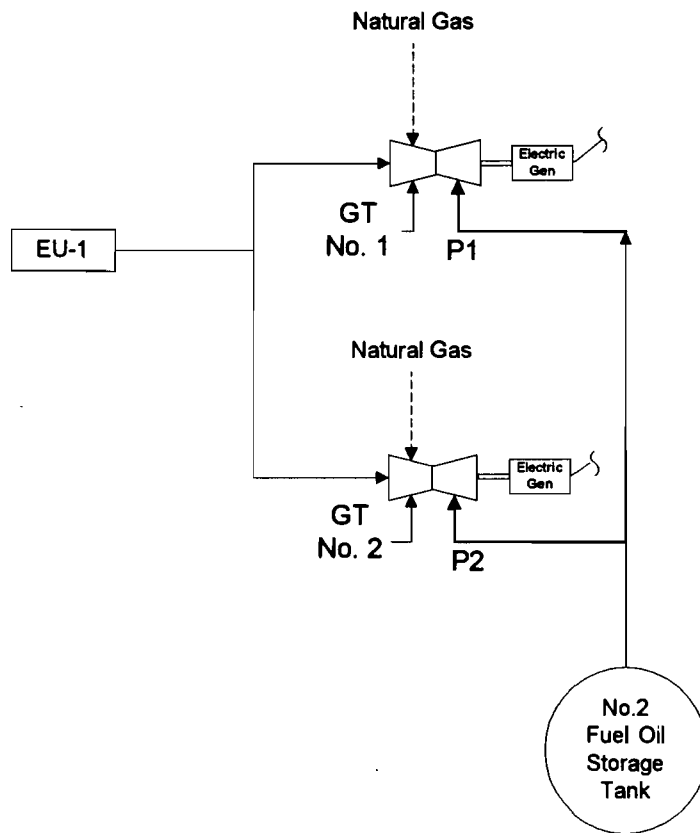 Natural Gas
Electric
Gen
GT
No. 1
P1
EU-1
Natural Gas
Electric
Gen
GT
No. 2
P2
No.2
Fuel Oil
Storage
Tank